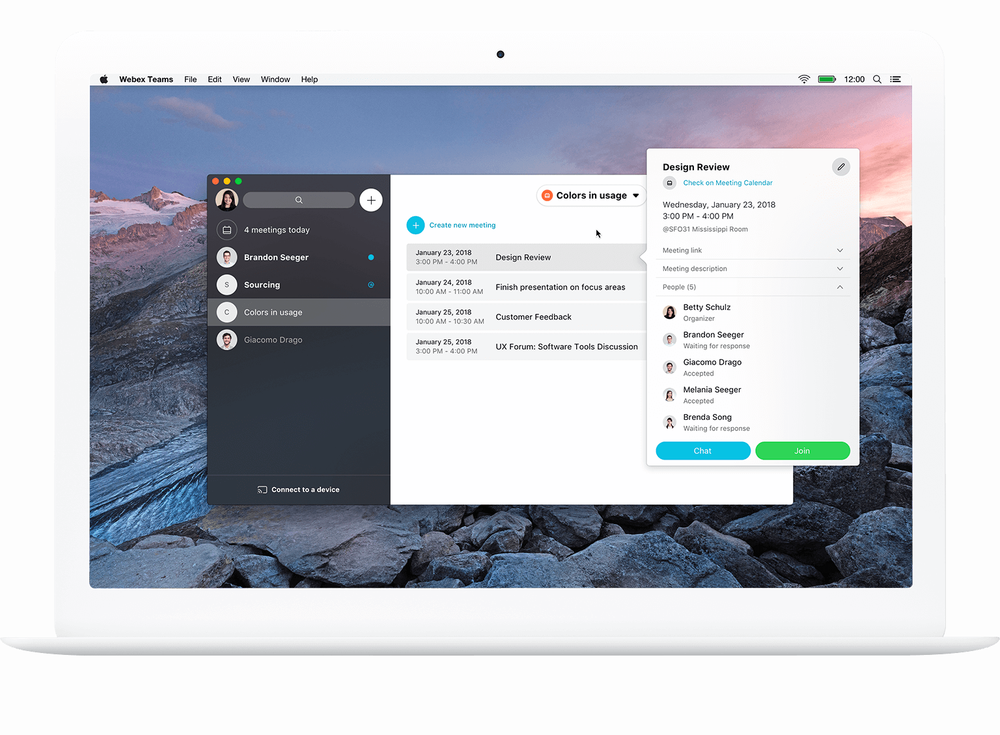 Webex Teams File Edit View Window Help 12:00
4 meetings today
Brandon Seeger
S Sourcing @
C Colors in usage
Giacomo Drago
Connect to a device
Colors in usage
Create new meeting
January 23, 2018
3:00 PM - 4:00 PM
Design Review
January 24, 2018
10:00 AM - 11:00 AM
Finish presentation on focus areas
January 25, 2018
10:00 AM - 10:30 AM
Customer Feedback
January 25, 2018
3:00 PM - 4:00 PM
UX Forum: Software Tools Discussion
Design Review
Check on Meeting Calendar
Wednesday, January 23, 2018
3:00 PM - 4:00 PM
@SFO31 Mississippi Room
Meeting link
Meeting description
People (5)
Betty Schulz
Organizer
Brandon Seeger
Waiting for response
Giacomo Drago
Accepted
Melania Seeger
Accepted
Brenda Song
Waiting for response
Chat
Join